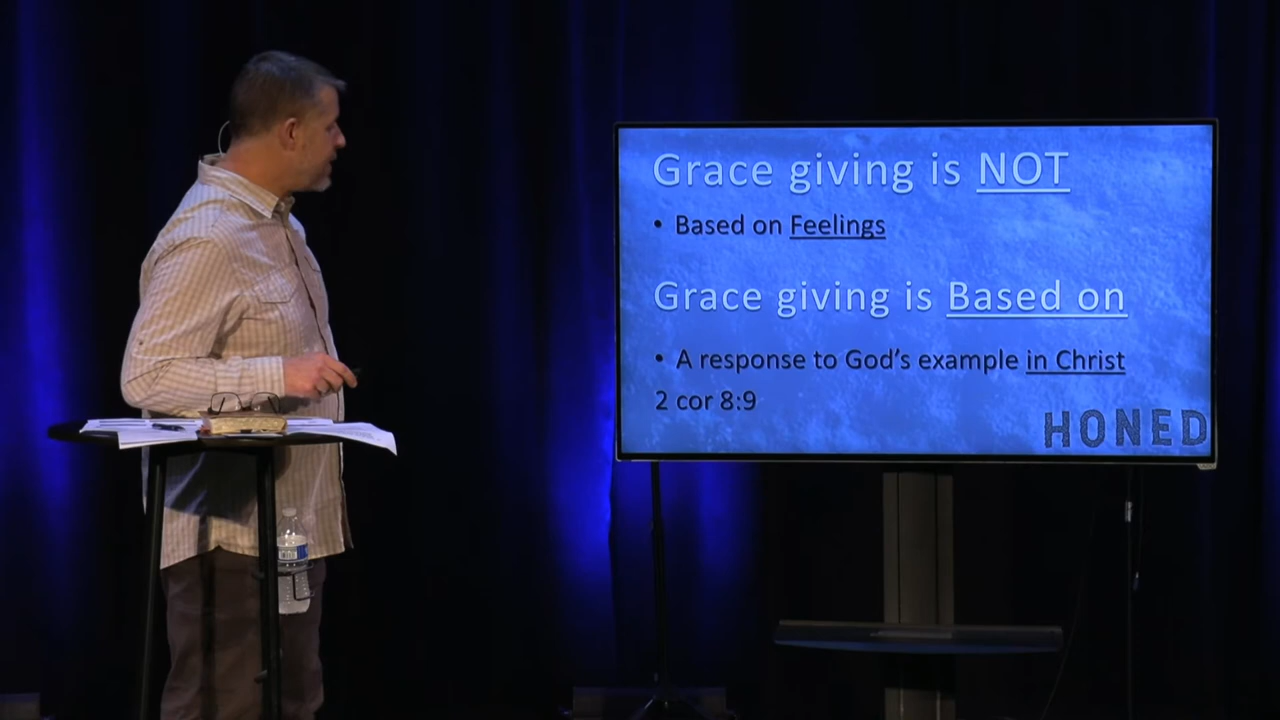 Grace giving is NOT
• Based on Feelings
Grace giving is Based on
• A response to God's example in Christ
2 cor 8:9
HONED